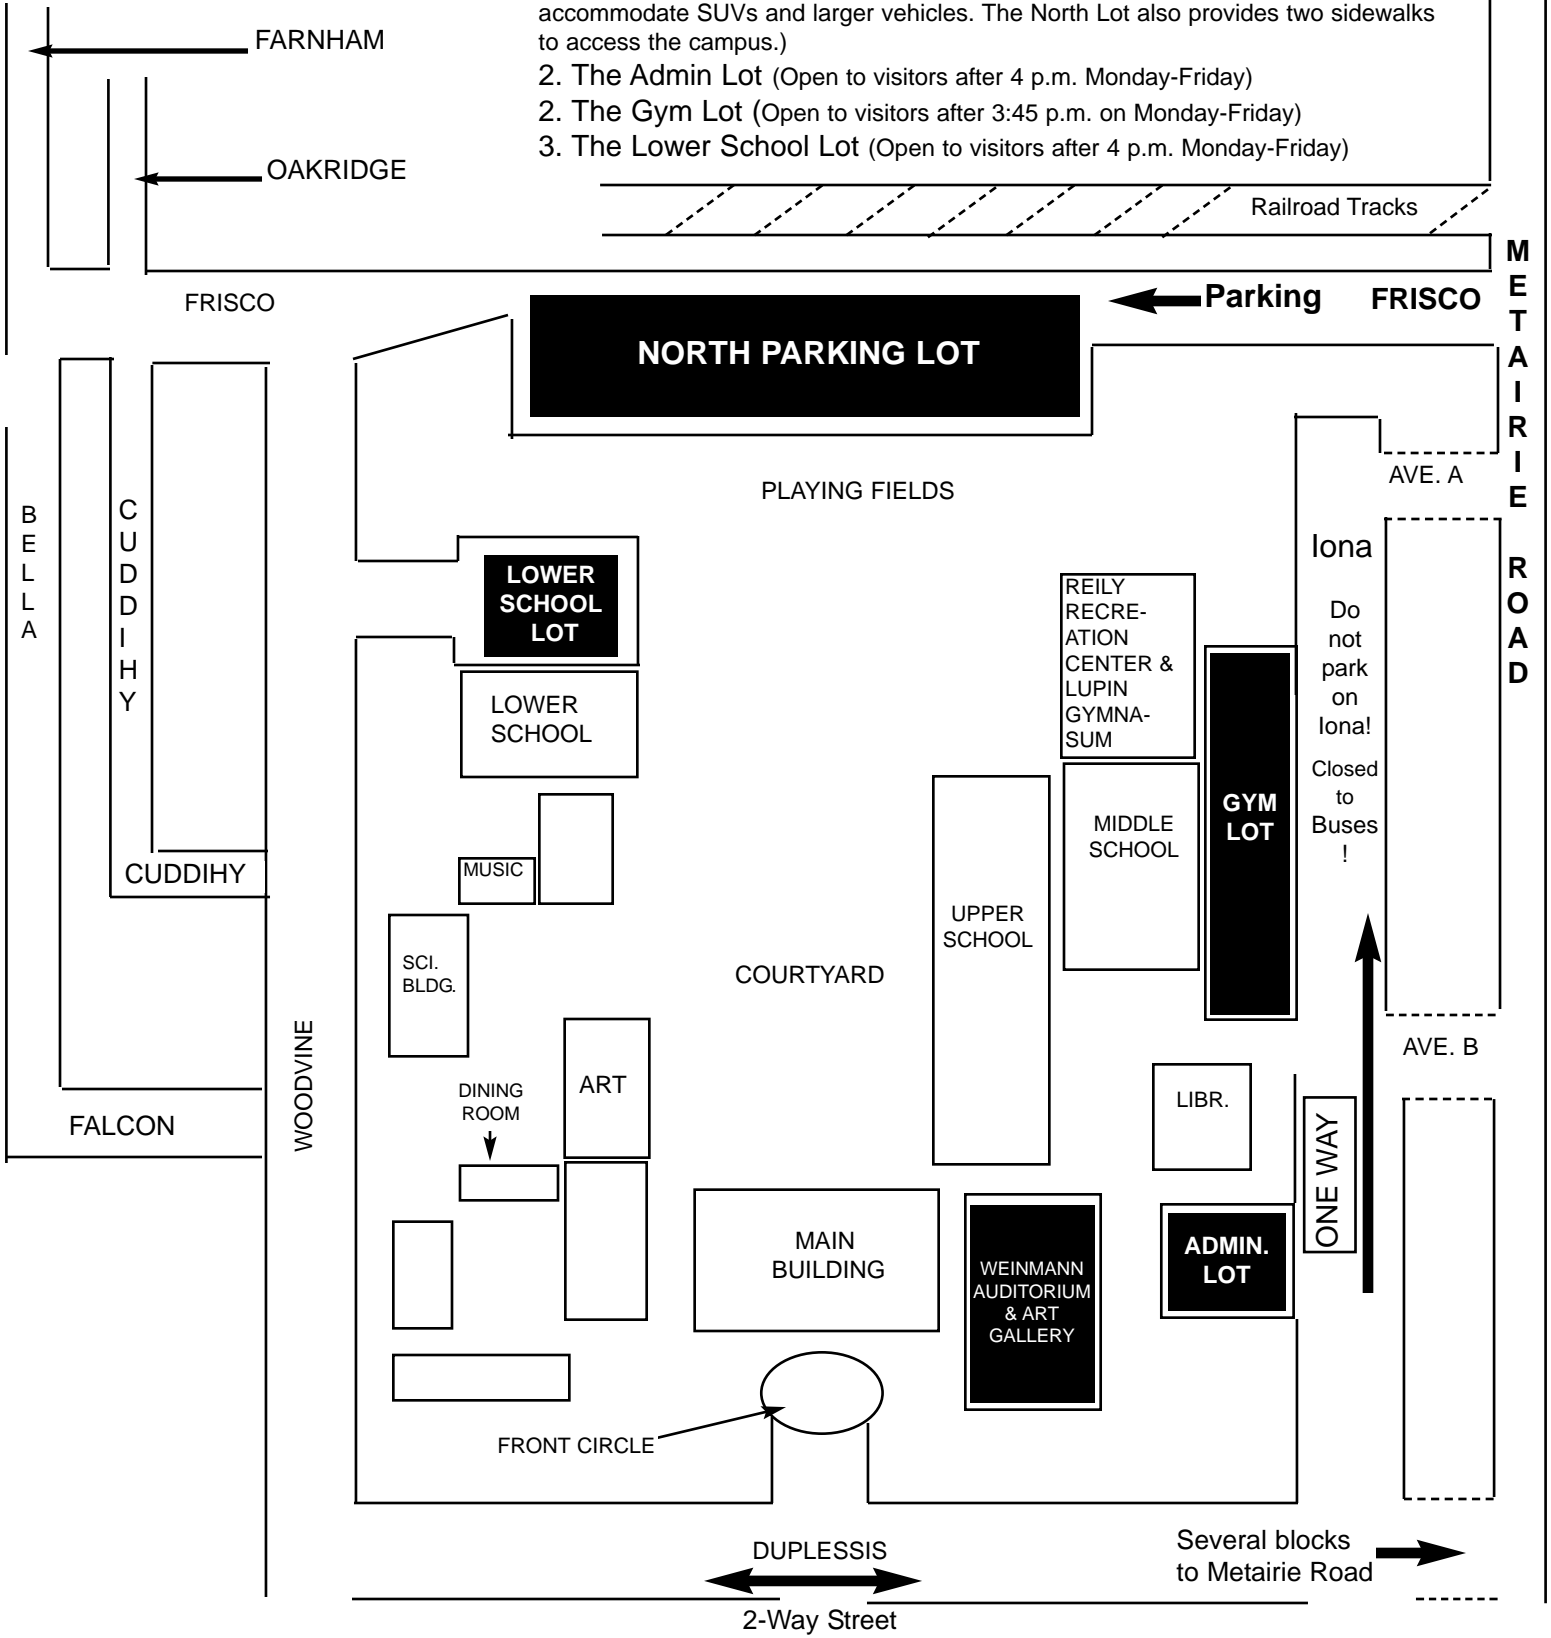 accommodate SUVs and larger vehicles. The North Lot also provides two sidewalks
to access the campus.)
2. The Admin Lot (Open to visitors after 4 p.m. Monday-Friday)
2. The Gym Lot (Open to visitors after 3:45 p.m. on Monday-Friday)
3. The Lower School Lot (Open to visitors after 4 p.m. Monday-Friday)
FARNHAM
OAKRIDGE
Railroad Tracks
FRISCO
Parking
FRISCO
METAIRIE ROAD
NORTH PARKING LOT
AVE. A
PLAYING FIELDS
BELLA
CUDDIHY
LOWER
SCHOOL
LOT
Iona
Do
not
park
on
Iona!
Closed
to
Buses
!
REILY
RECRE-
ATION
CENTER &
LUPIN
GYMNA-
SUM
LOWER
SCHOOL
GYM
LOT
MIDDLE
SCHOOL
MUSIC
CUDDIHY
UPPER
SCHOOL
SCI.
BLDG.
COURTYARD
WOODVINE
AVE. B
ART
DINING
ROOM
LIBR.
FALCON
ONE WAY
MAIN
BUILDING
WEINMANN
AUDITORIUM
& ART
GALLERY
ADMIN.
LOT
FRONT CIRCLE
DUPLESSIS
2-Way Street
Several blocks
to Metairie Road